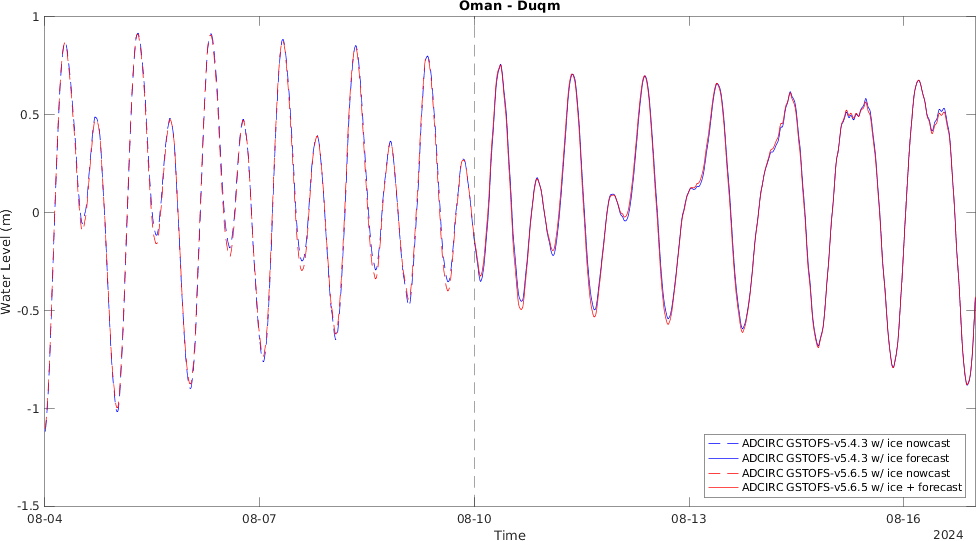 Oman - Duqm
Water Level (m)
1
0.5
0
-0.5
-1
-1.5
08-04
08-07
08-10
08-13
08-16
Time
2024
ADCIRC GSTOFS-v5.4.3 w/ ice nowcast
ADCIRC GSTOFS-v5.4.3 w/ ice forecast
ADCIRC GSTOFS-v5.6.5 w/ ice nowcast
ADCIRC GSTOFS-v5.6.5 w/ ice + forecast